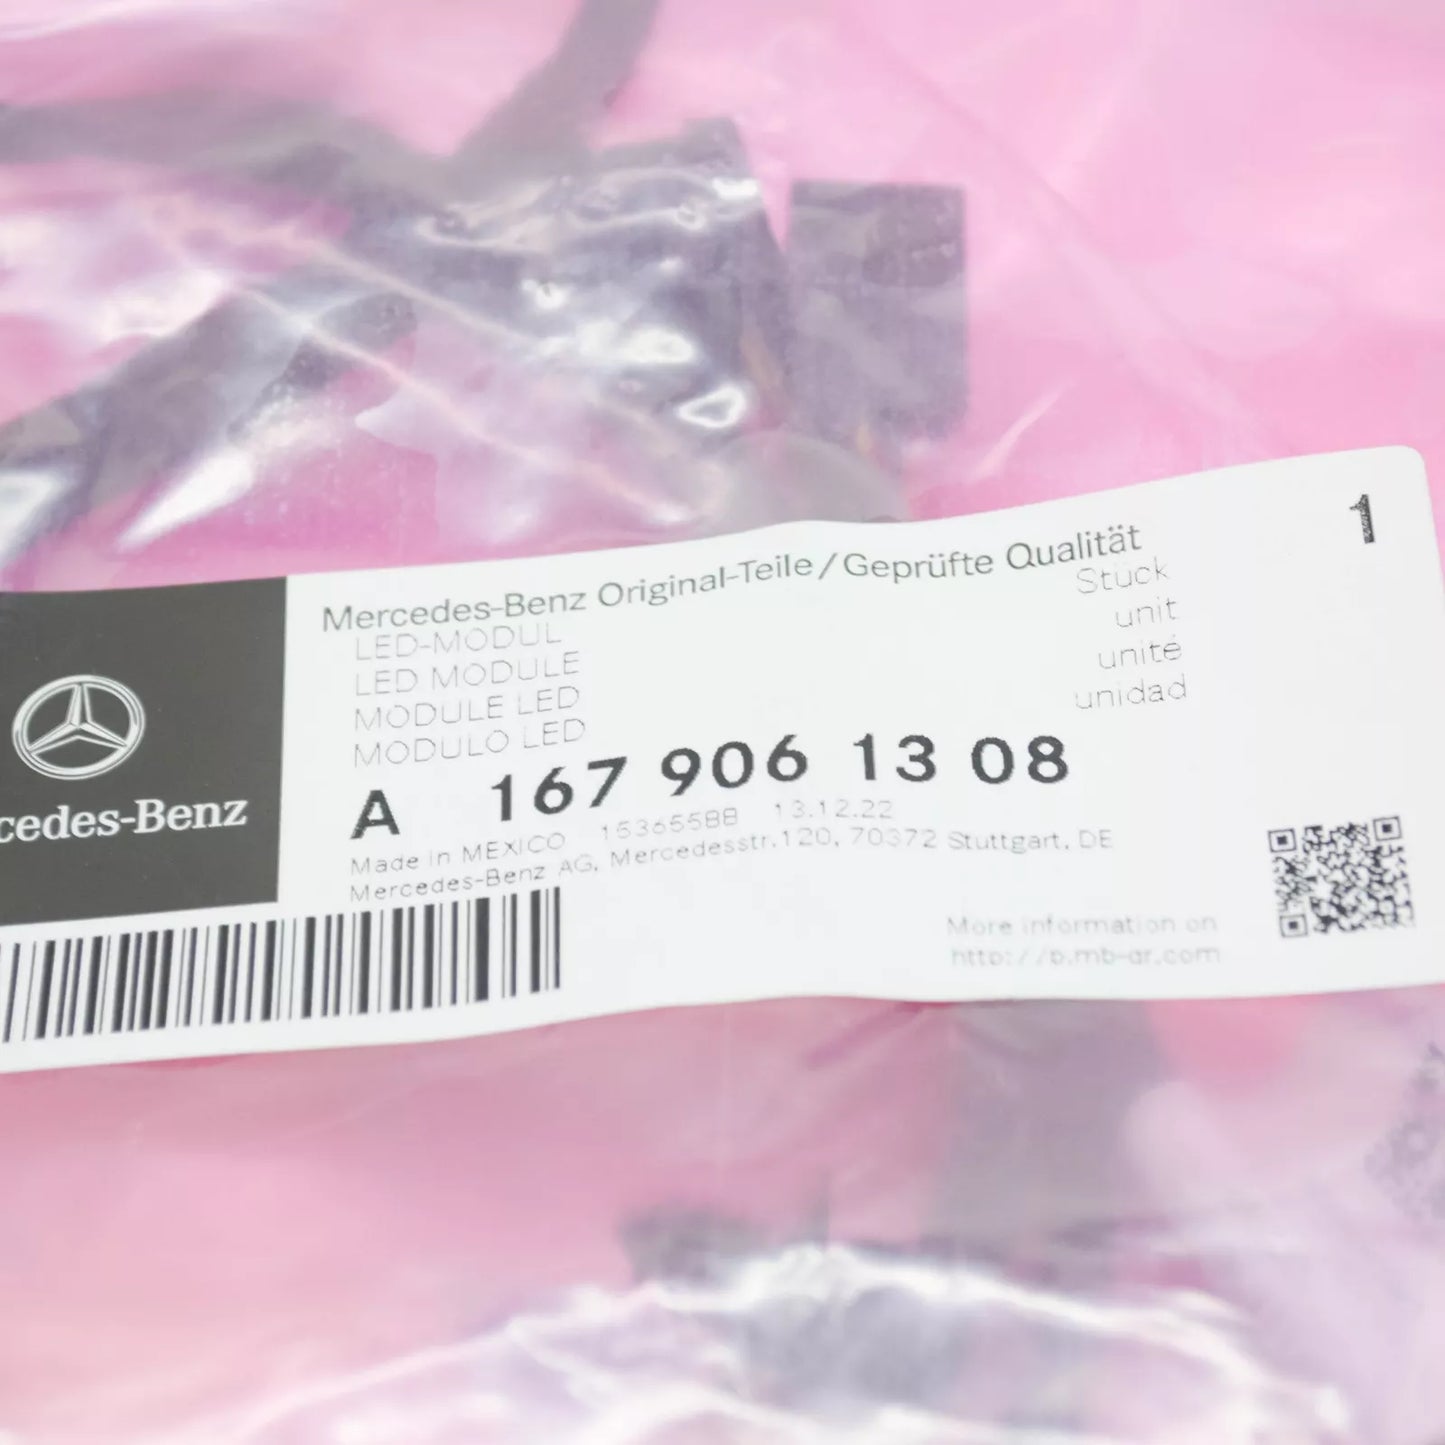 Mercedes-Benz Original-Teile/Geprüfte Qualität
1
LED-MODUL
Stück
LED MODULE
unit
MODULE LED
unité
MODULO LED
unidad
A 167 906 13 08
Made in MEXICO 15365588 13.12.22
Mercedes-Benz AG, Mercedesstr.120, 70372 Stuttgart, DE
cedes-Benz
More information on
http://p.mb-qr.com